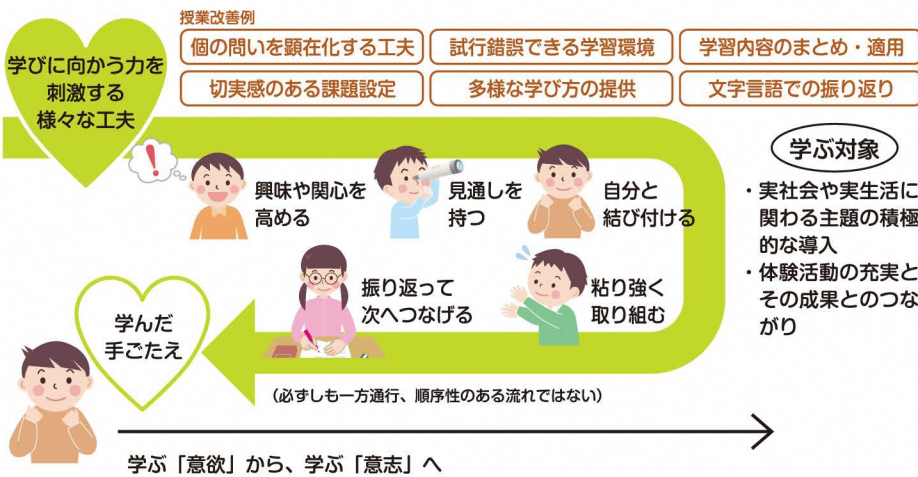 授業改善例
学びに向かう力を
刺激する
様々な工夫
個の問いを顕在化する工夫
試行錯誤できる学習環境
学習内容のまとめ・適用
切実感のある課題設定
多様な学び方の提供
文字言語での振り返り
!
興味や関心を
高める
見通しを
持つ
自分と
結び付ける
学ぶ対象
・実社会や実生活に
関わる主題の積極
的な導入
・体験活動の充実と
その成果とのつな
がり
振り返って
次へつなげる
粘り強く
取り組む
学んだ
手ごたえ
(必ずしも一方通行、順序性のある流れではない)
学ぶ「意欲」から、学ぶ「意志」へ